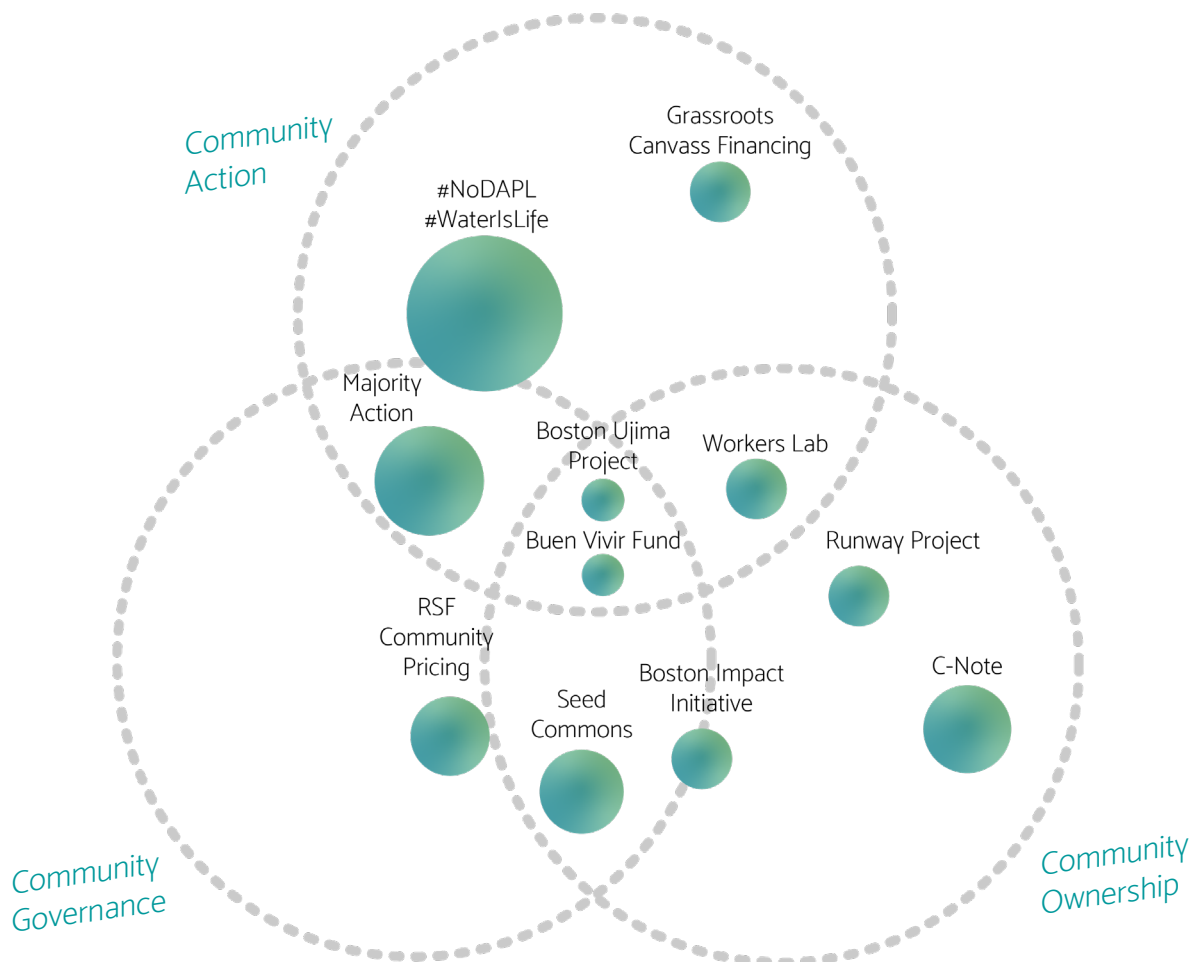 Community
Action
Grassroots
Canvass Financing
#NoDAPL
#WaterIsLife
Majority
Action
Boston Ujima
Project
Workers Lab
Buen Vivir Fund
Runway Project
RSF
Community
Pricing
Seed
Commons
Boston Impact
Initiative
C-Note
Community
Governance
Community
Ownership